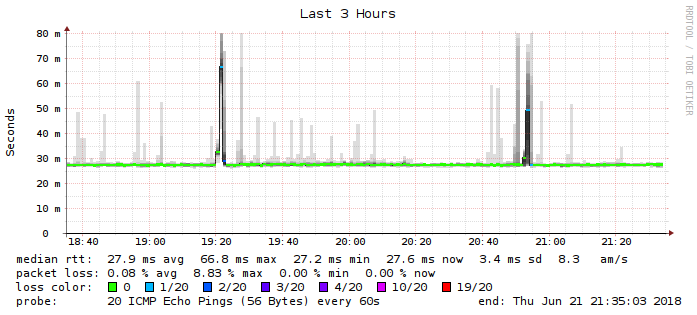 Last 3 Hours
RRDTOOL / TOBI OETIKER
Seconds
80 m
70 m
60 m
50 m
40 m
30 m
20 m
10 m
0
18:40 19:00 19:20 19:40 20:00 20:20 20:40 21:00 21:20
median rtt: 27.9 ms avg 66.8 ms max 27.2 ms min 27.6 ms now 3.4 ms sd 8.3 am/s
packet loss: 0.08 % avg 8.83 % max 0.00 % min 0.00 % now
loss color: 0 1/20 2/20 3/20 4/20 10/20 19/20
probe: 20 ICMP Echo Pings (56 Bytes) every 60s end: Thu Jun 21 21:35:03 2018